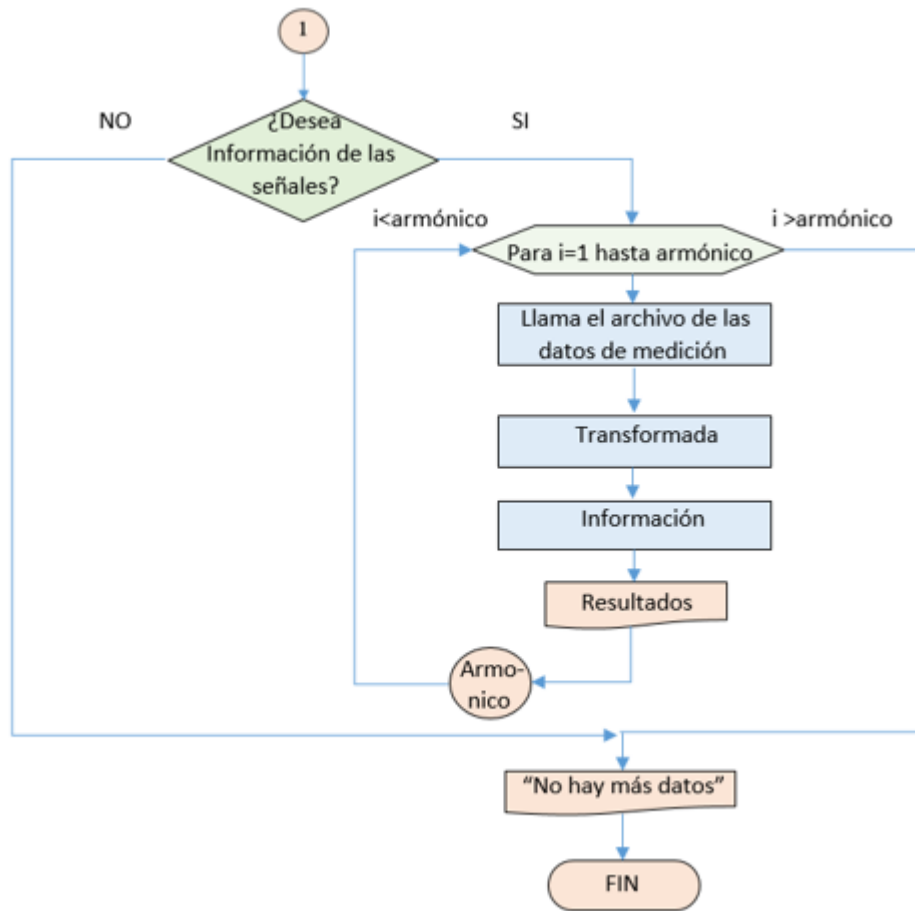 1
NO
¿Desea
Información de las
señales?
SI
i<armónico
i >armónico
Para i=1 hasta armónico
Llama el archivo de las
datos de medición
Transformada
Información
Resultados
Armo-
nico
“No hay más datos”
FIN